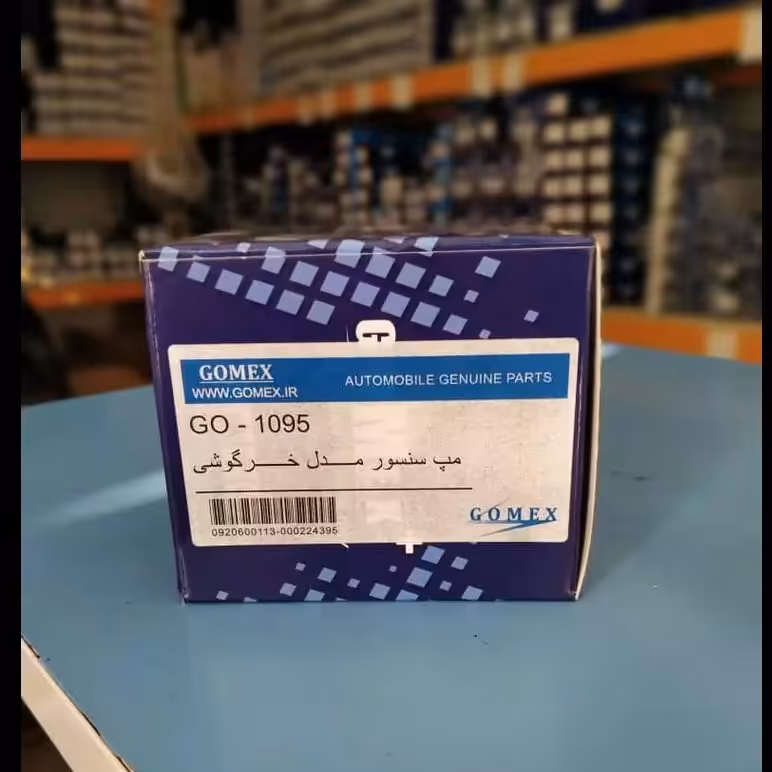 GOMEX
WWW.GOMEX.IR
AUTOMOBILE GENUINE PARTS
GO - 1095
مپ سنسور مـــدل خـــرگوشی
0920600113-000224395
GOMEX